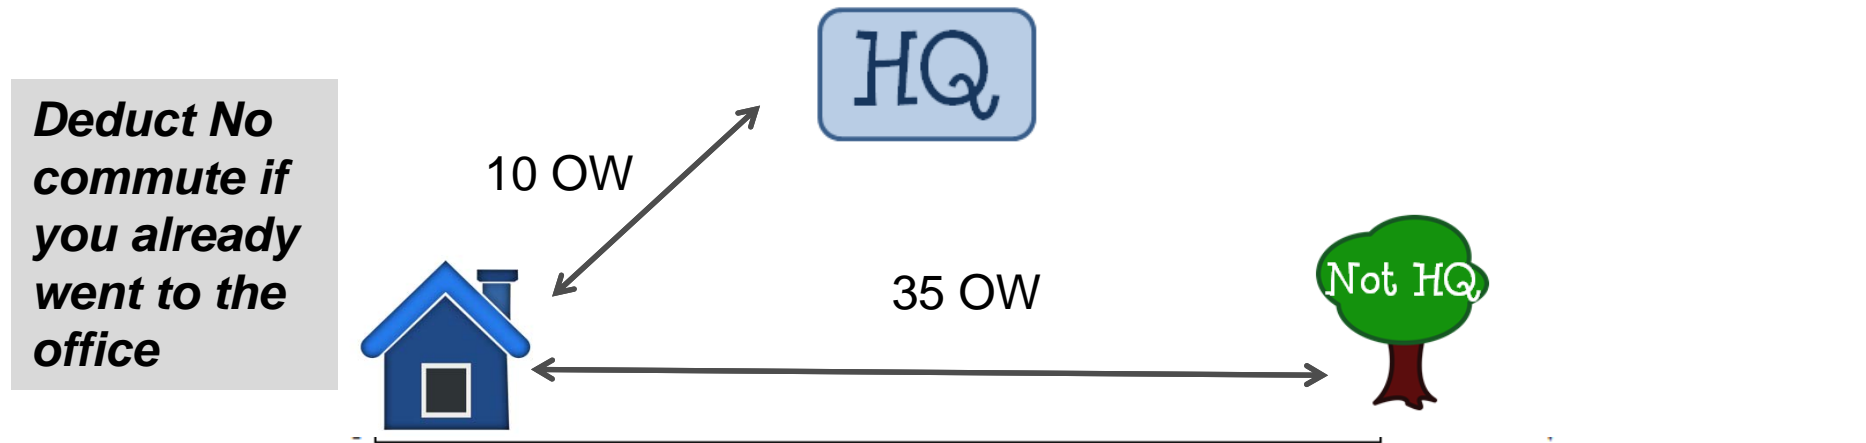 HQ
Deduct No
commute if
you already
went to the
office
10 OW
35 OW
Not HQ